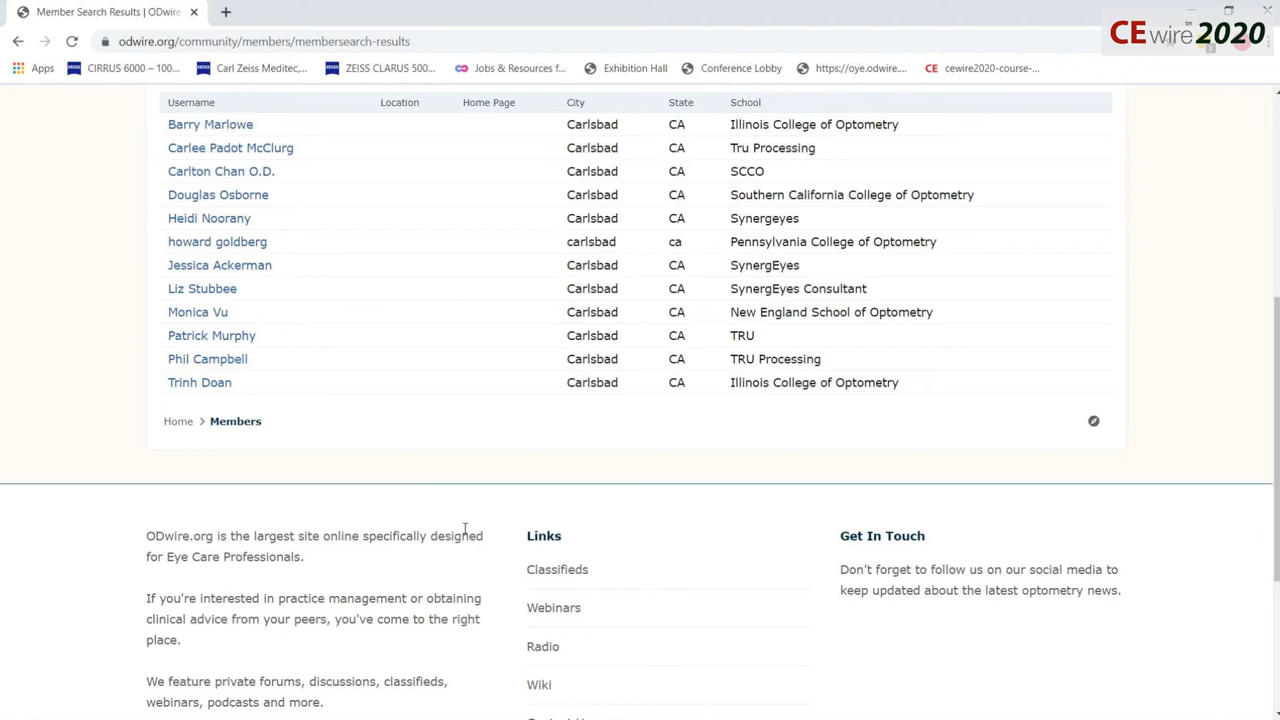 Member Search Results | ODwire
CEwire™2020
odwire.org/community/members/membersearch-results
Apps CIRRUS 6000 – 100... Carl Zeiss Meditec,... ZEISS CLARUS 500... Jobs & Resources f... Exhibition Hall Conference Lobby https://oye.odwire.... CE cewire2020-course-...
Username Location Home Page City State School
Barry Marlowe Carlsbad CA Illinois College of Optometry
Carlee Padot McClurg Carlsbad CA Tru Processing
Carlton Chan O.D. Carlsbad CA SCCO
Douglas Osborne Carlsbad CA Southern California College of Optometry
Heidi Noorany Carlsbad CA Synergeyes
howard goldberg carlsbad ca Pennsylvania College of Optometry
Jessica Ackerman Carlsbad CA SynergEyes
Liz Stubbee Carlsbad CA SynergEyes Consultant
Monica Vu Carlsbad CA New England School of Optometry
Patrick Murphy Carlsbad CA TRU
Phil Campbell Carlsbad CA TRU Processing
Trinh Doan Carlsbad CA Illinois College of Optometry
Home > Members
ODwire.org is the largest site online specifically designed
for Eye Care Professionals.
If you're interested in practice management or obtaining
clinical advice from your peers, you've come to the right
place.
We feature private forums, discussions, classifieds,
webinars, podcasts and more.
Links
Classifieds
Webinars
Radio
Wiki
Get In Touch
Don’t forget to follow us on our social media to
keep updated about the latest optometry news.